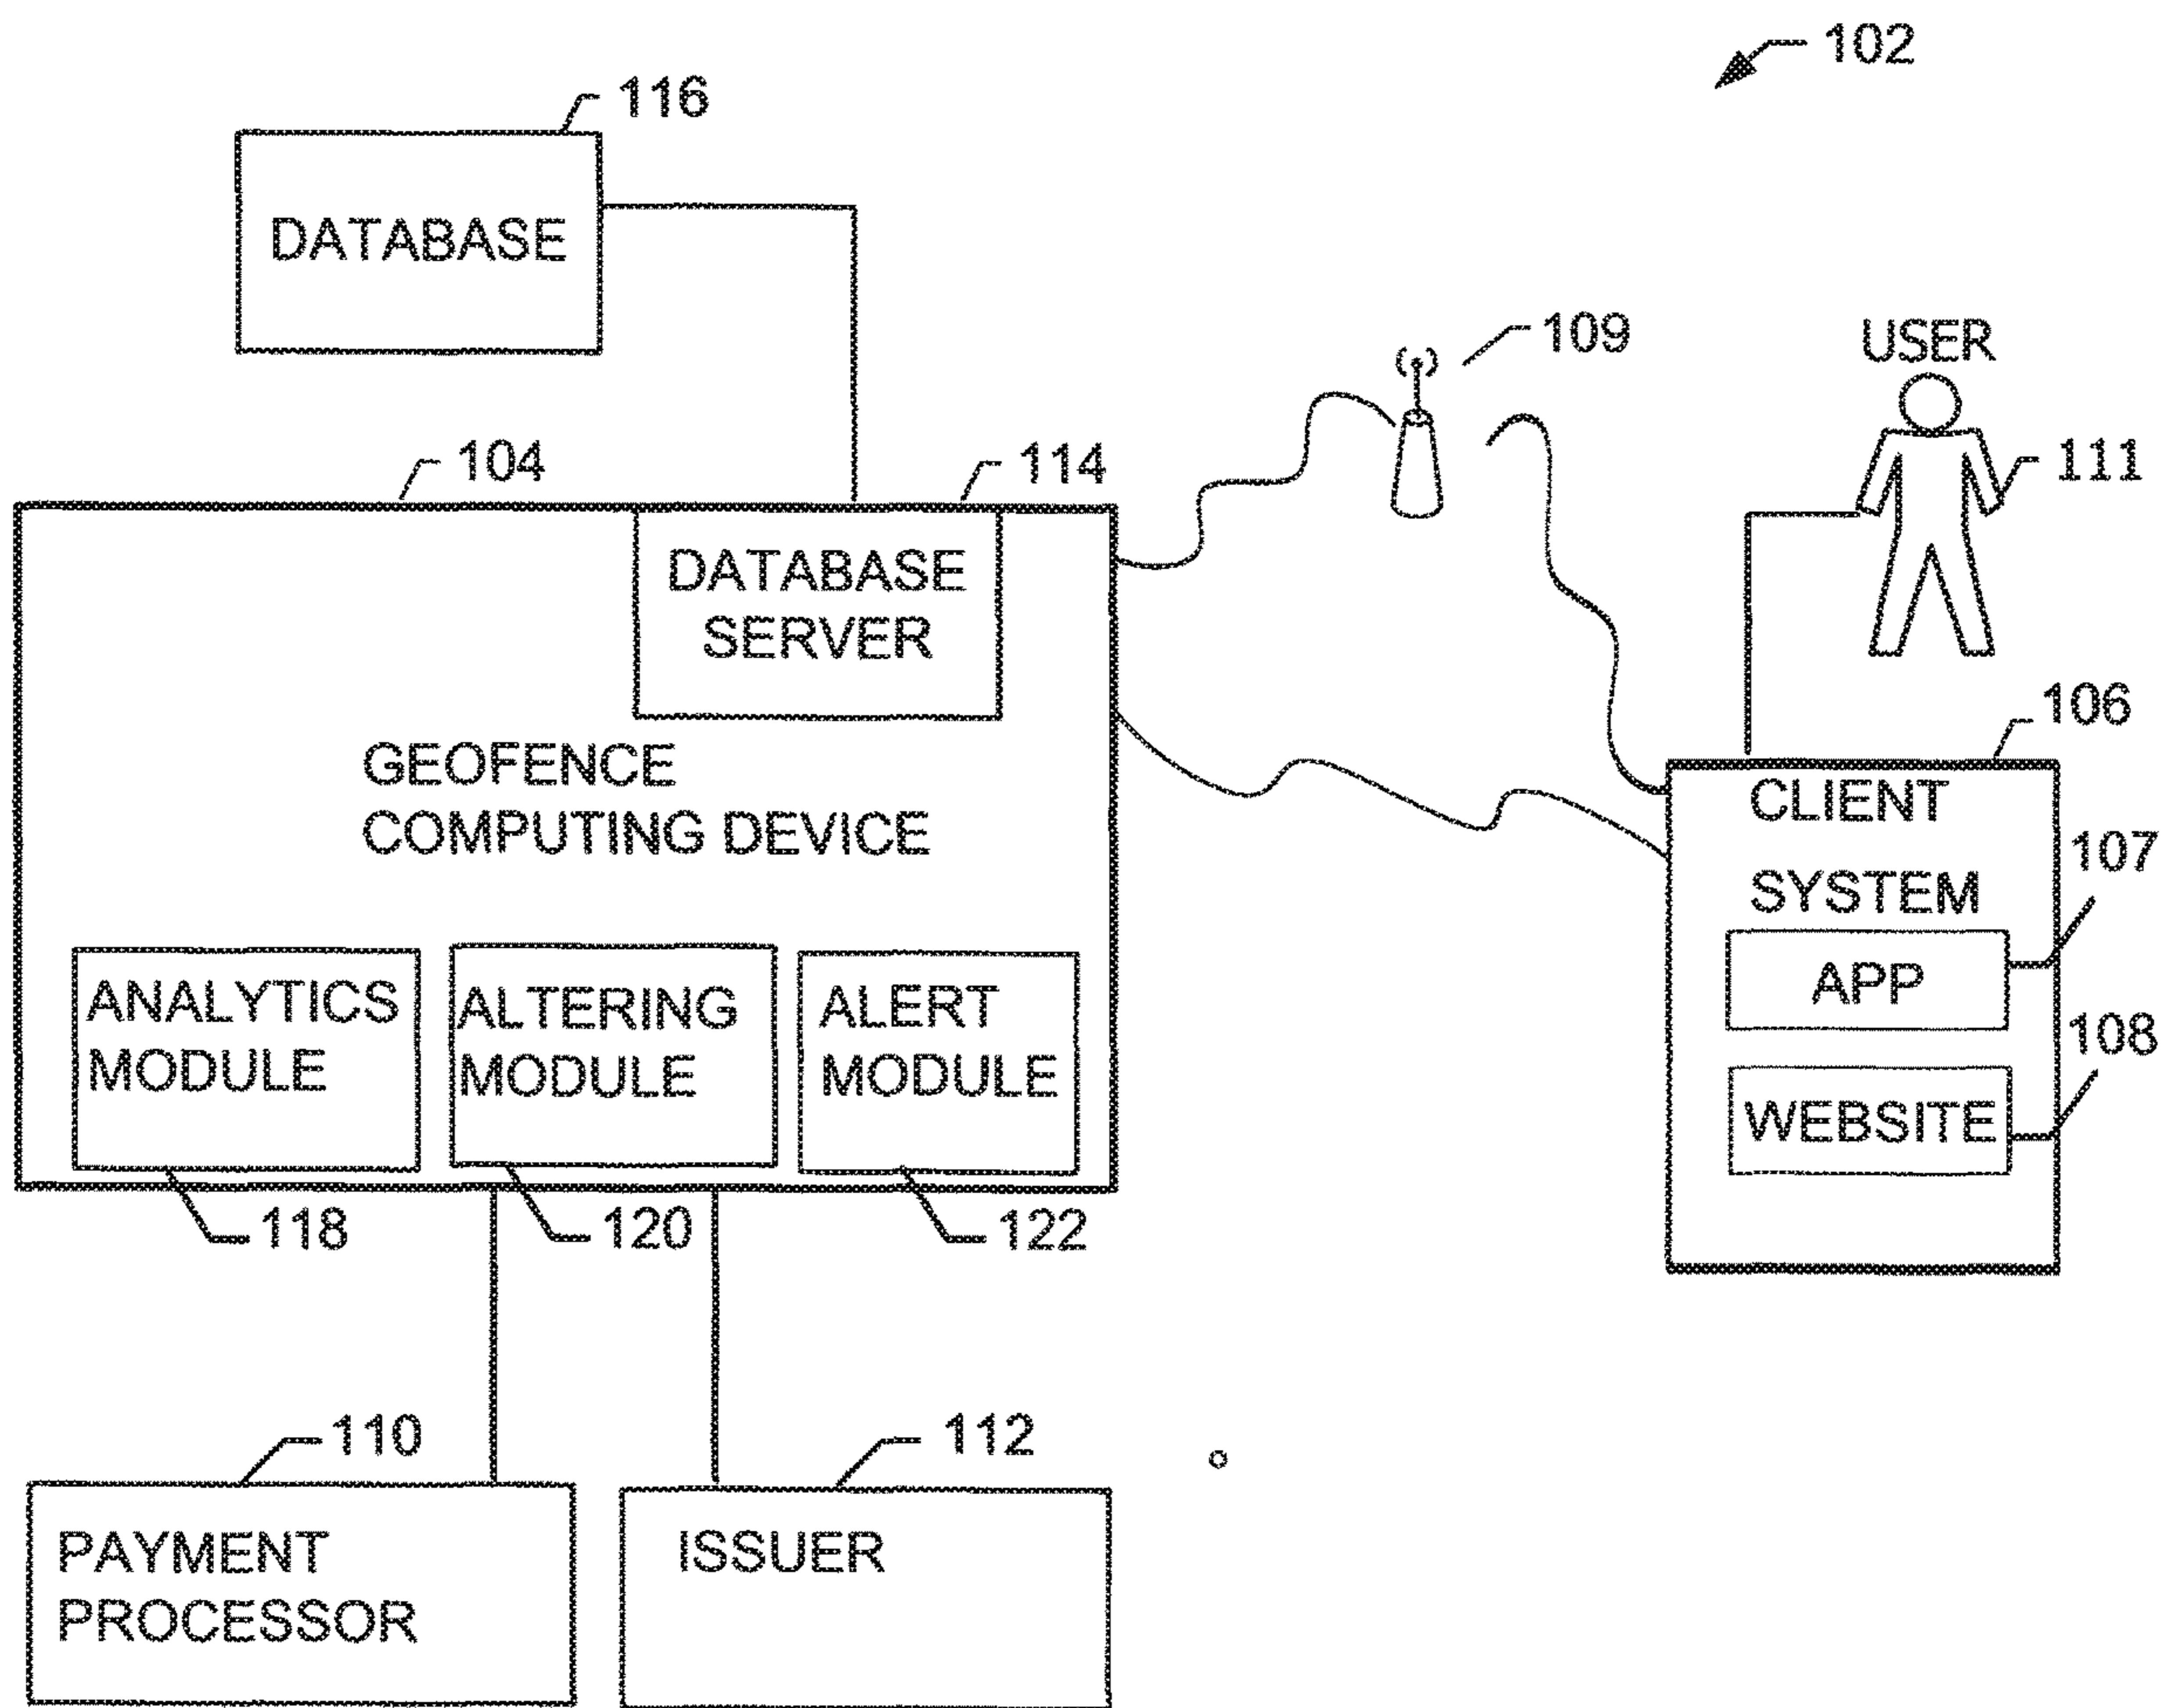 102
116
DATABASE
109
USER
111
104
114
DATABASE
SERVER
106
GEOFENCE
COMPUTING DEVICE
CLIENT
SYSTEM
107
APP
108
WEBSITE
ANALYTICS
MODULE
ALTERING
MODULE
ALERT
MODULE
118
120
122
110
112
PAYMENT
PROCESSOR
ISSUER